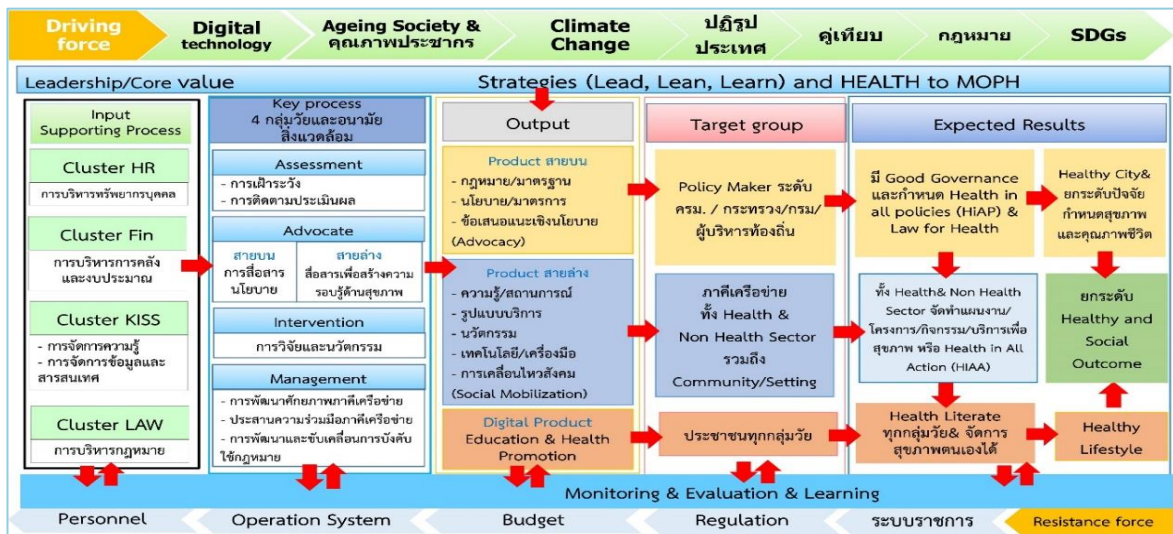 Driving
force
Digital
technology
Ageing Society &
คุณภาพประชากร
Climate
Change
ปฏิรูป
ประเทศ
คู่เทียบ
กฎหมาย
SDGs
Leadership/Core value
Strategies (Lead, Lean, Learn) and HEALTH to MOPH
Input
Supporting Process
Cluster HR
การบริหารทรัพยากรบุคคล
Cluster Fin
การบริหารการคลัง
และงบประมาณ
Cluster KISS
- การจัดการความรู้
- การจัดการข้อมูลและ
สารสนเทศ
Cluster LAW
การบริหารกฎหมาย
Key process
4 กลุ่มวัยและอนามัย
สิ่งแวดล้อม
Assessment
- การเฝ้าระวัง
- การติดตามประเมินผล
Advocate
สายบน
การสื่อสาร
นโยบาย
สายล่าง
สื่อสารเพื่อสร้างความ
รอบรู้ด้านสุขภาพ
Intervention
การวิจัยและนวัตกรรม
Management
- การพัฒนาศักยภาพภาคีเครือข่าย
- ประสานความร่วมมือภาคีเครือข่าย
- การพัฒนาและขับเคลื่อนการบังคับ
ใช้กฎหมาย
Output
Product สายบน
- กฎหมาย/มาตรฐาน
- นโยบาย/มาตรการ
- ข้อเสนอแนะเชิงนโยบาย
(Advocacy)
Product สายล่าง
- ความรู้/สถานการณ์
- รูปแบบบริการ
- นวัตกรรม
- เทคโนโลยี/เครื่องมือ
- การเคลื่อนไหวสังคม
(Social Mobilization)
Digital Product
Education & Health
Promotion
Target group
Policy Maker ระดับ
ครม. / กระทรวง/กรม/
ผู้บริหารท้องถิ่น
ภาคีเครือข่าย
ทั้ง Health &
Non Health Sector
รวมถึง
Community/Setting
ประชาชนทุกกลุ่มวัย
Expected Results
มี Good Governance
และกำหนด Health in
all policies (HiAP) &
Law for Health
Healthy City&
ยกระดับปัจจัย
กำหนดสุขภาพ
และคุณภาพชีวิต
ทั้ง Health& Non Health
Sector จัดทำแผนงาน/
โครงการ/กิจกรรม/บริการเพื่อ
สุขภาพ หรือ Health in All
Action (HIAA)
ยกระดับ
Healthy and
Social
Outcome
Health Literate
ทุกกลุ่มวัย& จัดการ
สุขภาพตนเองได้
Healthy
Lifestyle
Monitoring & Evaluation & Learning
Personnel
Operation System
Budget
Regulation
ระบบราชการ
Resistance force